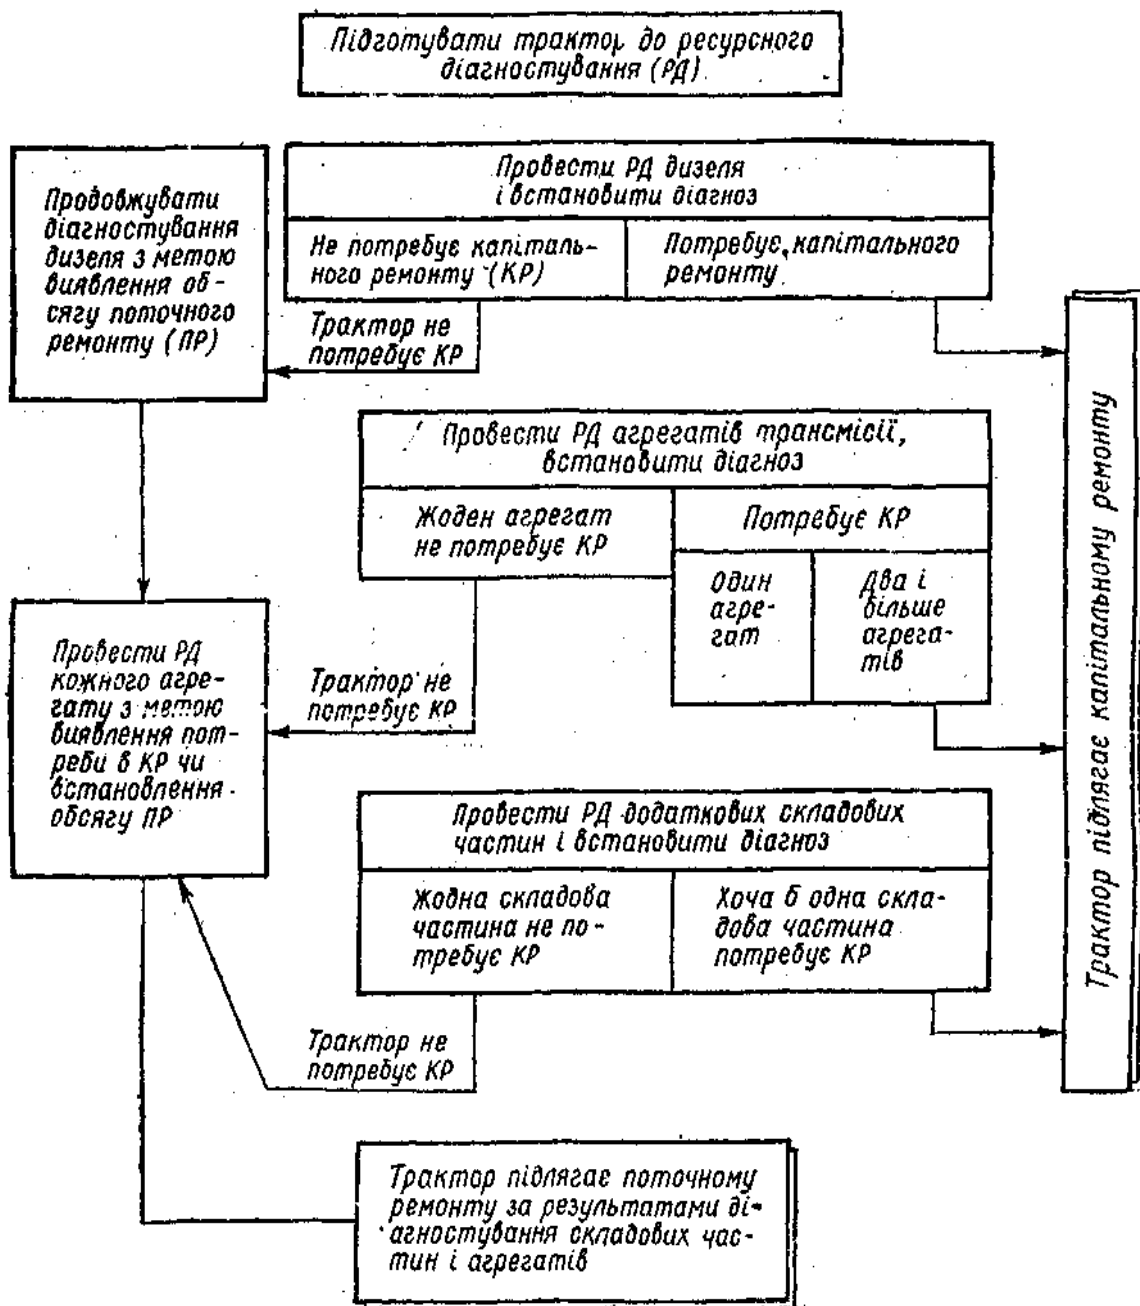 Підготувати трактор до ресурсного
діагностування (РД)
Провести РД дизеля
і встановити діагноз
Продовжувати
діагностування
дизеля з метою
виявлення об-
сягу поточного
ремонту (ПР)
Не потребує капіталь-
ного ремонту (КР)
Потребує капітального
ремонту
Трактор не
потребує КР
Провести РД агрегатів трансмісії,
встановити діагноз
Жоден агрегат
не потребує КР
Потребує КР
Один
агре-
гат
Два і
більше
агрега-
тів
Провести РД
кожного агре-
гату з метою
виявлення пот-
реби в КР чи
встановлення
обсягу ПР
Трактор не
потребує КР
Провести РД додаткових складових
частин і встановити діагноз
Жодна складова
частина не по-
требує КР
Хоча б одна скла-
дова частина
потребує КР
Трактор не
потребує КР
Трактор підлягає капітальному ремонту
Трактор підлягає поточному
ремонту за результатами ді-
агностування складових час-
тин і агрегатів